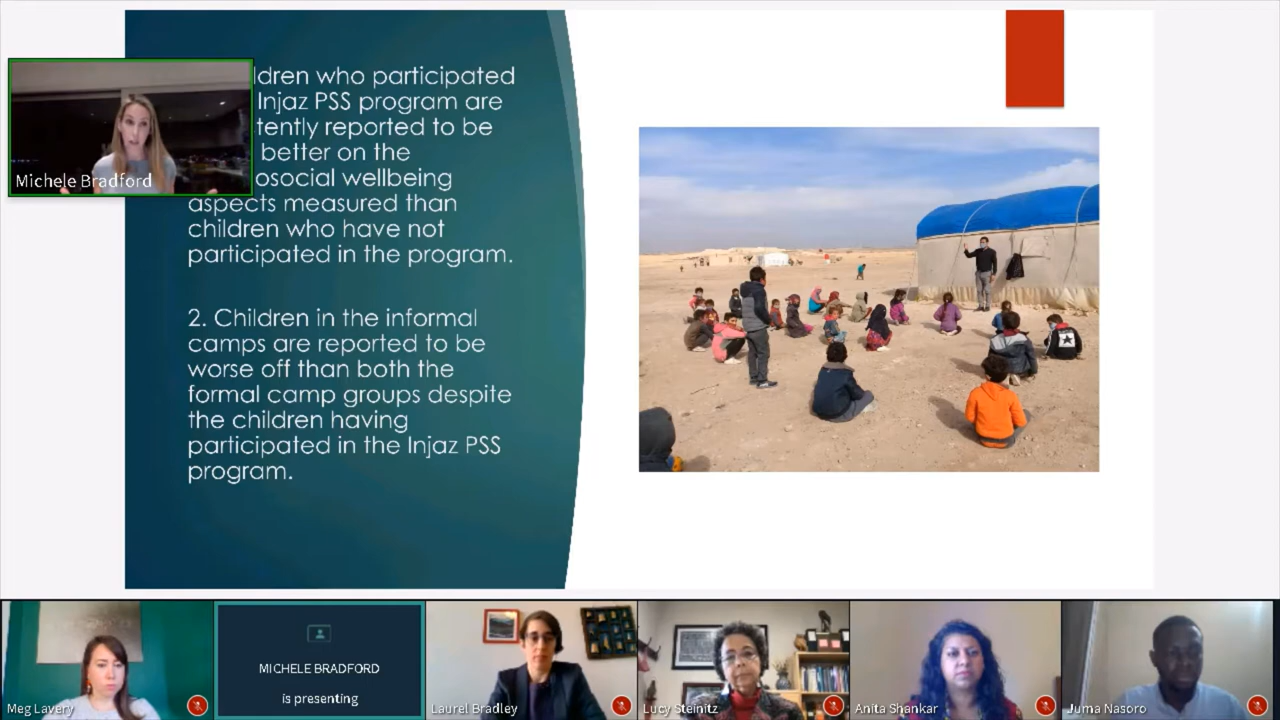 ldren who participated
Injaz PSS program are
tently reported to be
better on the
osocial wellbeing
aspects measured than
children who have not
participated in the program.
2. Children in the informal
camps are reported to be
worse off than both the
formal camp groups despite
the children having
participated in the Injaz PSS
program.
Michele Bradford
Meg Lavery
MICHELE BRADFORD
is presenting
Laurel Bradley
Lucy Steinitz
Anita Shankar
Juma Nasoro